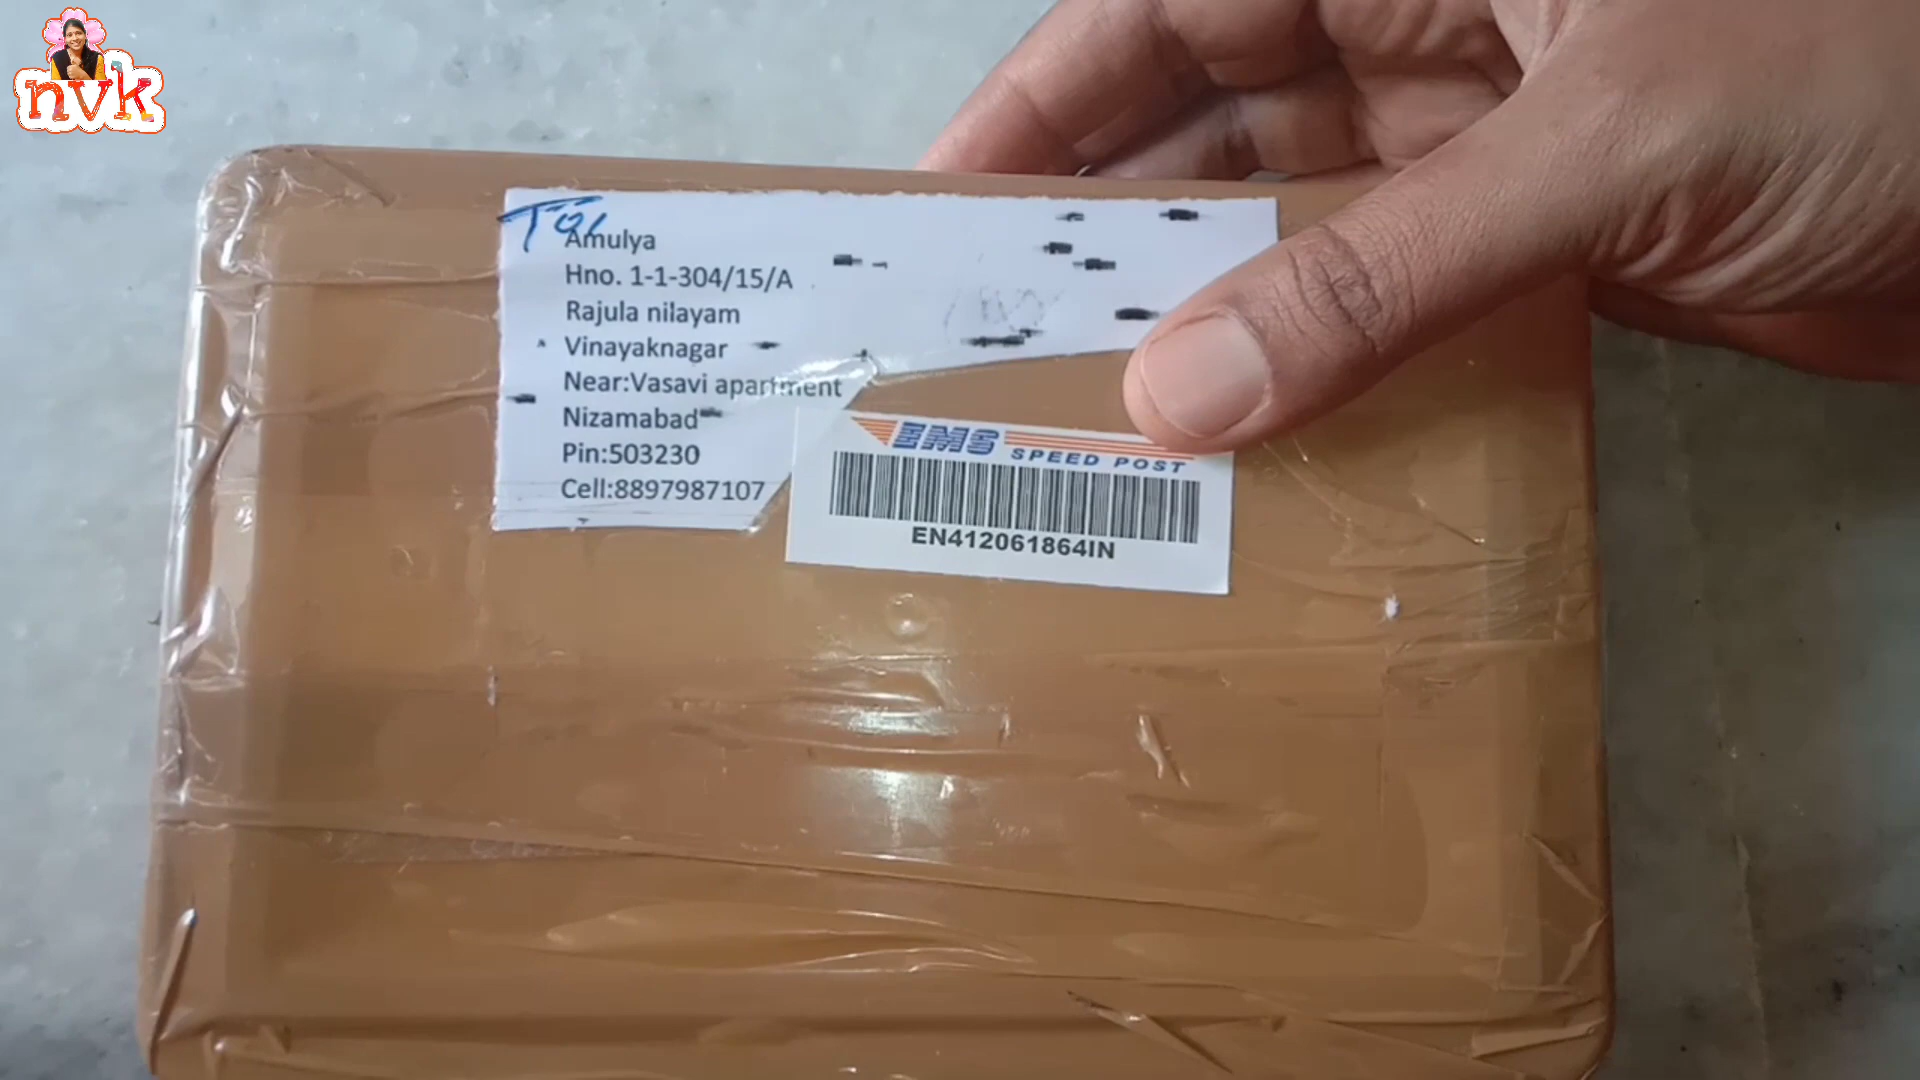 nvk
To,
Amulya
Hno. 1-1-304/15/A
Rajula nilayam
Vinayaknagar
Near:Vasavi apartment
Nizamabad
Pin:503230
Cell:8897987107
EMS
SPEED POST
EN412061864IN